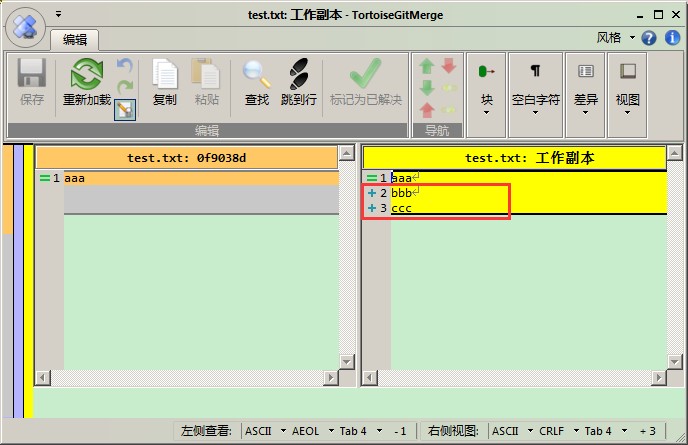 test.txt: 工作副本 - TortoiseGitMerge
编辑
风格
保存
重新加载
复制
粘贴
查找
跳到行
标记为已解决
块
空白字符
差异
视图
编辑
导航
test.txt: 0f9038d
test.txt: 工作副本
1 aaa
1 aaa
2 bbb
3 ccc
左侧查看: ASCII AEOL Tab 4 - 1 右侧视图: ASCII CRLF Tab 4 + 3